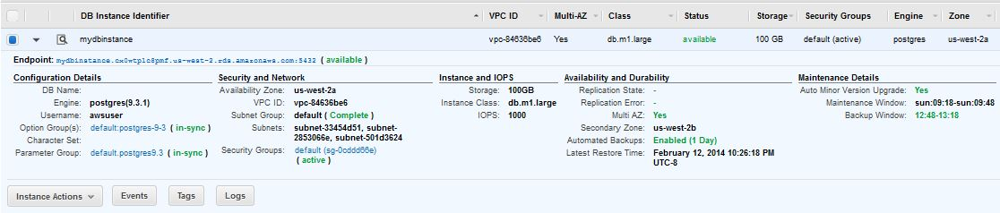 DB Instance Identifier VPC ID Multi-AZ Class Status Storage Security Groups Engine Zone
mydbinstance vpc-84636be6 Yes db.m1.large available 100 GB default (active) postgres us-west-2a
Endpoint: mydbinstance.cx0wtplc8pmf.us-west-2.rds.amazonaws.com:5432 ( available )
Configuration Details
DB Name:
Engine: postgres(9.3.1)
Username: awsuser
Option Group(s): default:postgres-9-3 ( in-sync )
Character Set:
Parameter Group: default.postgres9.3 ( in-sync )
Security and Network
Availability Zone: us-west-2a
VPC ID: vpc-84636be6
Subnet Group: default ( Complete )
Subnets: subnet-33454d51, subnet-
2853066e, subnet-501d3624
Security Groups: default (sg-0cddd66e)
( active )
Instance and IOPS
Storage: 100GB
Instance Class: db.m1.large
IOPS: 1000
Availability and Durability
Replication State: -
Replication Error: -
Multi AZ: Yes
Secondary Zone: us-west-2b
Automated Backups: Enabled (1 Day)
Latest Restore Time: February 12, 2014 10:26:18 PM
UTC-8
Maintenance Details
Auto Minor Version Upgrade: Yes
Maintenance Window: sun:09:18-sun:09:48
Backup Window: 12:48-13:18
Instance Actions Events Tags Logs